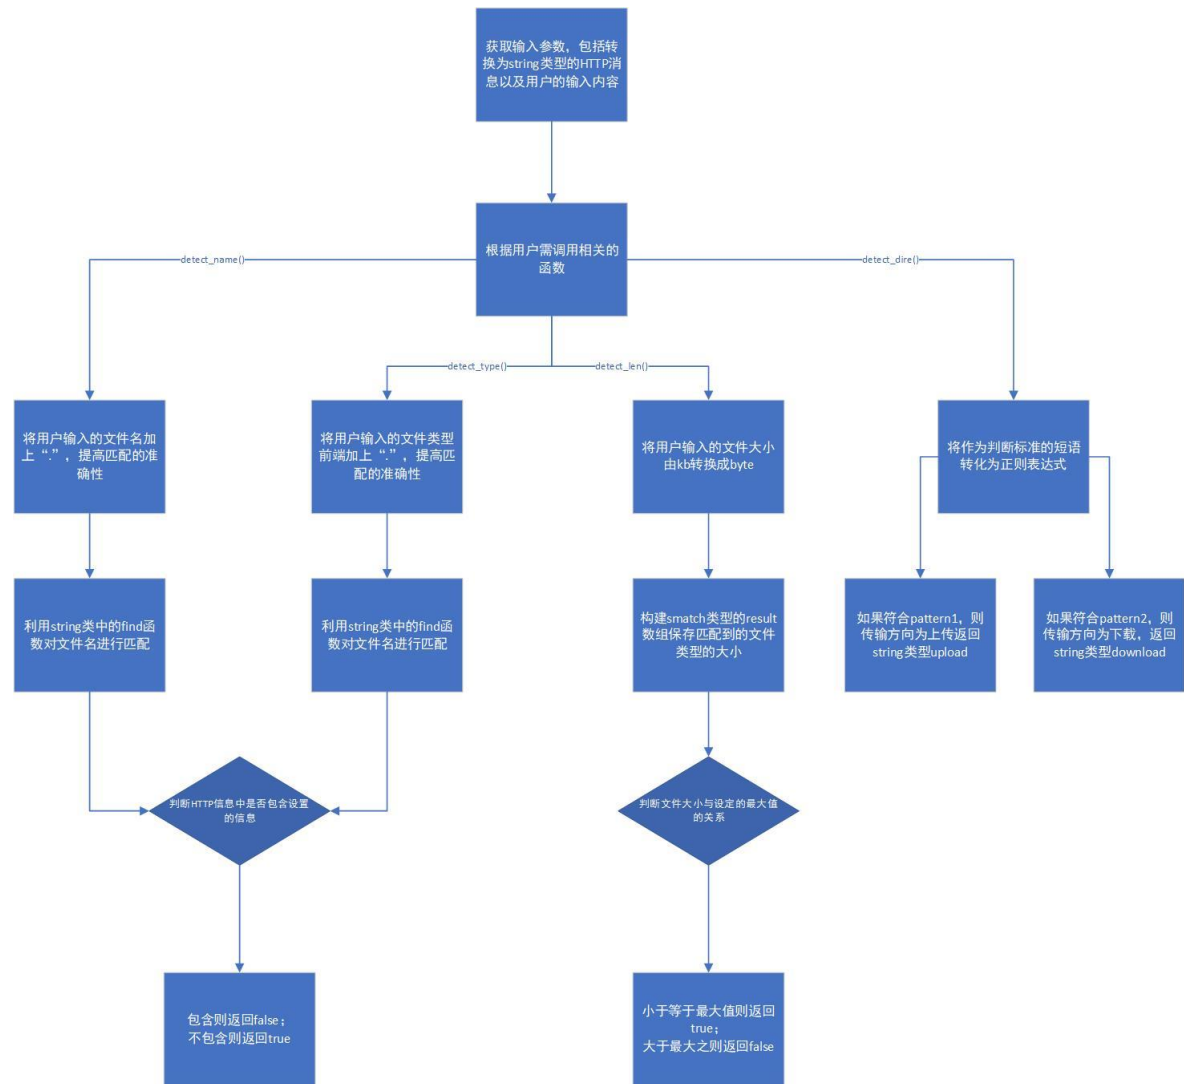 获取输入参数，包括转
换为string类型的HTTP消
息以及用户的输入内容
根据用户需调用相关的
函数
detect_name()
detect_dire()
detect_type()
detect_len()
将用户输入的文件名加
上“.”，提高匹配的准
确性
将用户输入的文件类型
前端加上“.”，提高匹
配的准确性
将用户输入的文件大小
由kb转换成byte
将作为判断标准的短语
转化为正则表达式
利用string类中的find函
数对文件名进行匹配
利用string类中的find函
数对文件名进行匹配
构建smatch类型的result
数组保存匹配到的文件
类型的大小
如果符合pattern1，则
传输方向为上传返回
string类型upload
如果符合pattern2，则
传输方向为下载，返回
string类型download
判断HTTP信息中是否包含设置
的信息
判断文件大小与设定的最大值
的关系
包含则返回false；
不包含则返回true
小于等于最大值则返回
true；
大于最大之则返回false